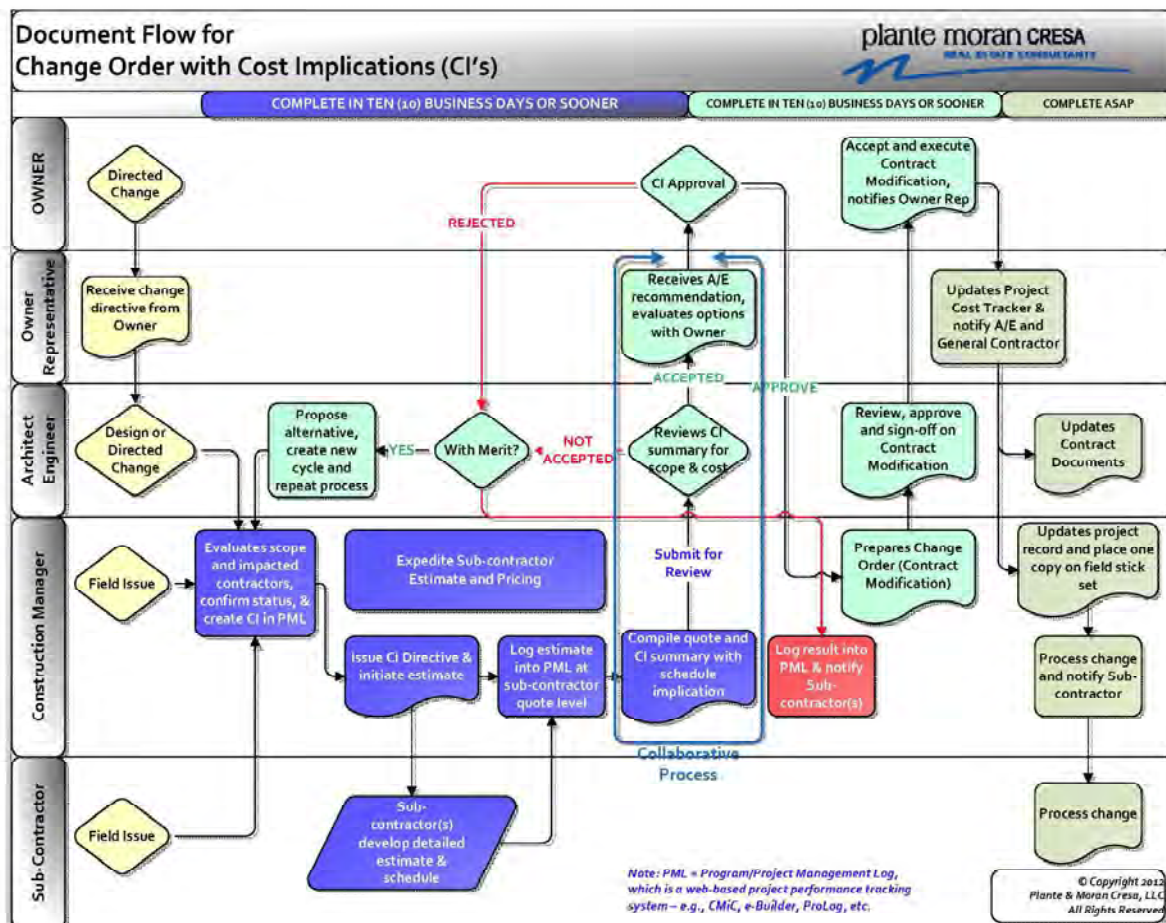 Document Flow for
Change Order with Cost Implications (CI's)
plante moran CRESA
REAL ESTATE CONSULTANTS
COMPLETE IN TEN (10) BUSINESS DAYS OR SOONER
COMPLETE IN TEN (10) BUSINESS DAYS OR SOONER
COMPLETE ASAP
OWNER
Directed
Change
CI Approval
Accept and execute
Contract
Modification,
notifies Owner Rep
REJECTED
Owner
Representative
Receive change
directive from
Owner
Receives A/E
recommendation,
evaluates options
with Owner
Updates Project
Cost Tracker &
notify A/E and
General Contractor
ACCEPTED
APPROVE
Architect
Engineer
Design or
Directed
Change
Propose
alternative,
create new
cycle and
repeat process
YES
With Merit?
NOT
ACCEPTED
Reviews CI
summary for
scope & cost
Review, approve
and sign-off on
Contract
Modification
Updates
Contract
Documents
Construction Manager
Field Issue
Evaluates scope
and impacted
contractors,
confirm status, &
create CI in PML
Expedite Sub-contractor
Estimate and Pricing
Submit for
Review
Prepares Change
Order (Contract
Modification)
Updates project
record and place one
copy on field stick
set
Issue CI Directive &
initiate estimate
Log estimate
into PML at
sub-contractor
quote level
Compile quote and
CI summary with
schedule
implication
Log result into
PML & notify
Sub-
contractor(s)
Process change
and notify Sub-
contractor
Collaborative
Process
Sub-Contractor
Field Issue
Sub-
contractor(s)
develop detailed
estimate &
schedule
Process change
Note: PML = Program/Project Management Log,
which is a web-based project performance tracking
system – e.g., CMiC, e-Builder, ProLog, etc.
© Copyright 2012
Plante & Moran Cresa, LLC
All Rights Reserved